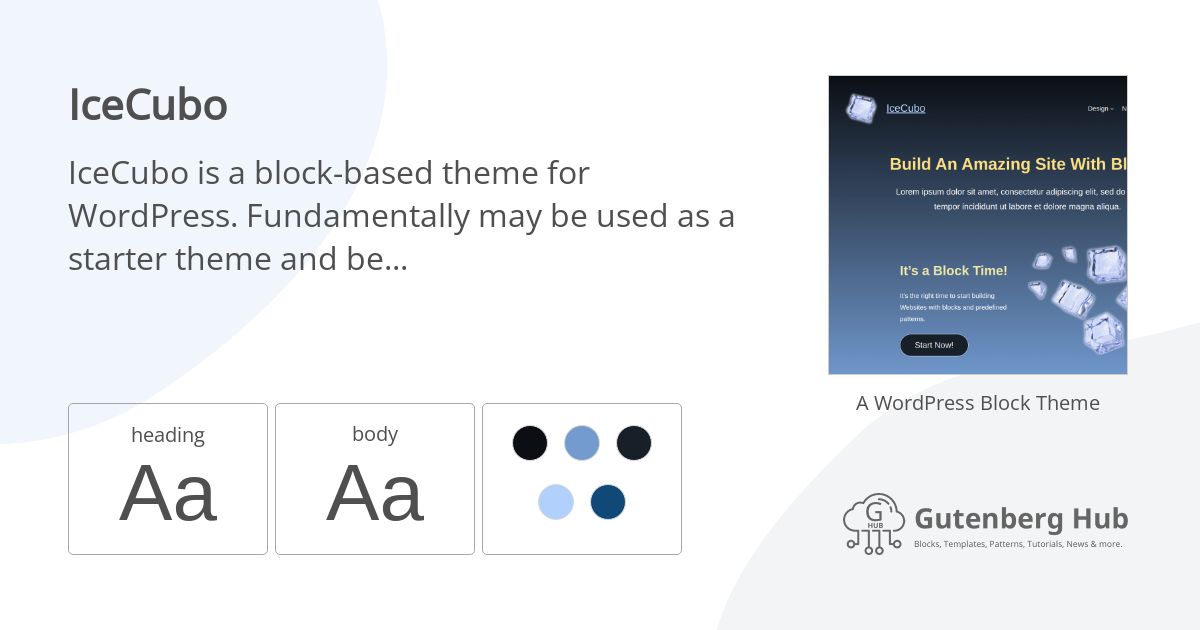 IceCubo
IceCubo is a block-based theme for
WordPress. Fundamentally may be used as a
starter theme and be...
heading
Aa
body
Aa
IceCubo
Design
N
Build An Amazing Site With Bl
Lorem ipsum dolor sit amet, consectetur adipiscing elit, sed do
tempor incididunt ut labore et dolore magna aliqua.
It's a Block Time!
It's the right time to start building
Websites with blocks and predefined
patterns.
Start Now!
A WordPress Block Theme
G
HUB
Gutenberg Hub
Blocks, Templates, Patterns, Tutorials, News & more.